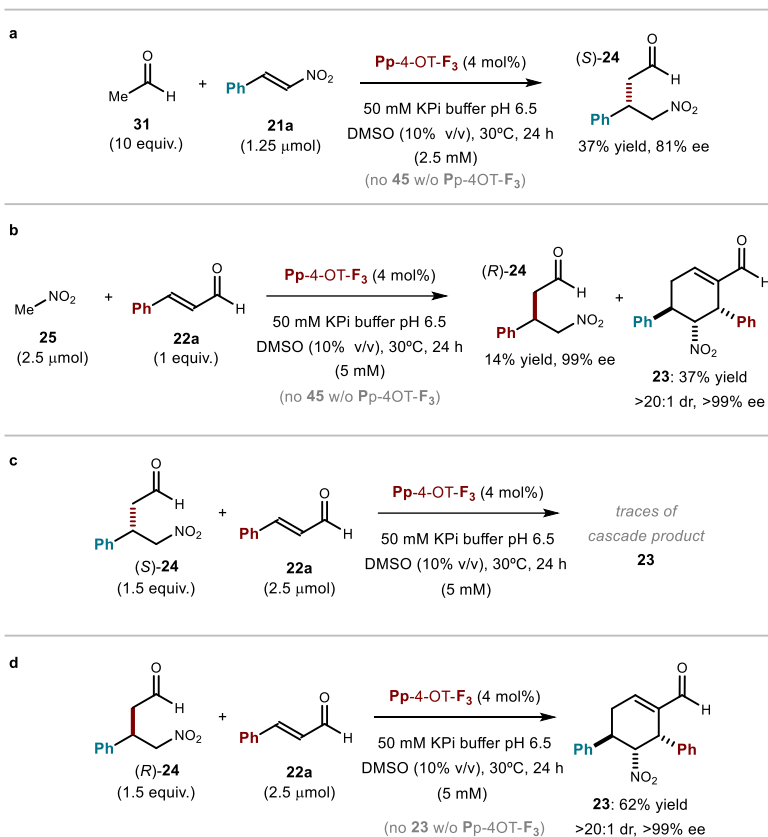 a
O
Me
H
31
(10 equiv.)
+
Ph
NO2
21a
(1.25 μmol)
Pp-4-OT-F3 (4 mol%)
50 mM KPi buffer pH 6.5
DMSO (10% v/v), 30ºC, 24 h
(2.5 mM)
(no 45 w/o Pp-4OT-F3)
(S)-24
O
H
Ph
NO2
37% yield, 81% ee
b
Me
NO2
25
(2.5 μmol)
+
O
Ph
H
22a
(1 equiv.)
Pp-4-OT-F3 (4 mol%)
50 mM KPi buffer pH 6.5
DMSO (10% v/v), 30ºC, 24 h
(5 mM)
(no 45 w/o Pp-4OT-F3)
(R)-24
O
H
Ph
NO2
14% yield, 99% ee
+
O
H
Ph
Ph
NO2
23: 37% yield
>20:1 dr, >99% ee
c
O
H
Ph
NO2
(S)-24
(1.5 equiv.)
+
O
Ph
H
22a
(2.5 μmol)
Pp-4-OT-F3 (4 mol%)
50 mM KPi buffer pH 6.5
DMSO (10% v/v), 30ºC, 24 h
(5 mM)
traces of
cascade product
23
d
O
H
Ph
NO2
(R)-24
(1.5 equiv.)
+
O
Ph
H
22a
(2.5 μmol)
Pp-4-OT-F3 (4 mol%)
50 mM KPi buffer pH 6.5
DMSO (10% v/v), 30ºC, 24 h
(5 mM)
(no 23 w/o Pp-4OT-F3)
O
H
Ph
Ph
NO2
23: 62% yield
>20:1 dr, >99% ee